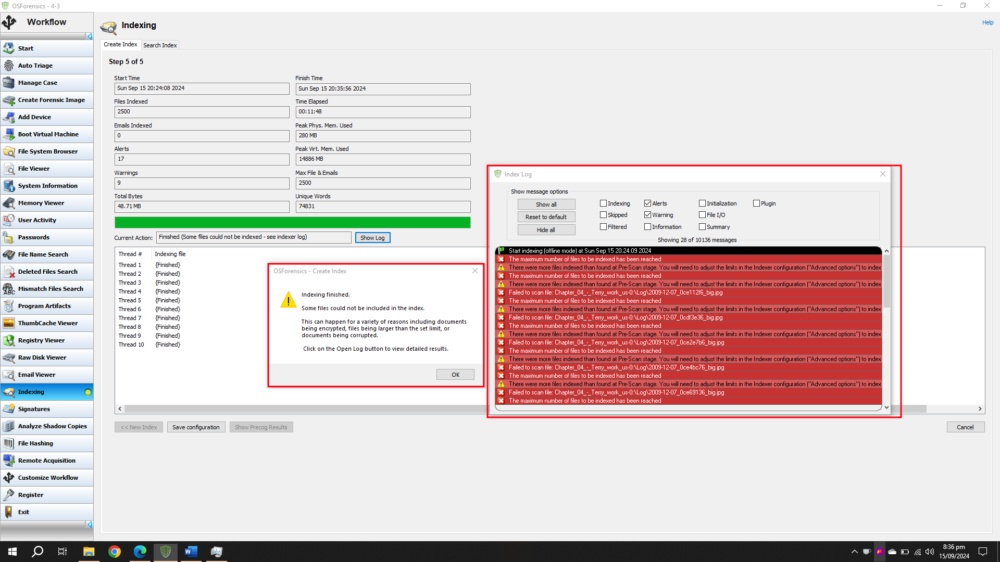 OSForensics - 4-3
Workflow
Start
Auto Triage
Manage Case
Create Forensic Image
Add Device
Boot Virtual Machine
File System Browser
File Viewer
System Information
Memory Viewer
User Activity
Passwords
File Name Search
Deleted Files Search
Mismatch Files Search
Program Artifacts
ThumbCache Viewer
Registry Viewer
Raw Disk Viewer
Email Viewer
Indexing
Signatures
Analyze Shadow Copies
File Hashing
Remote Acquisition
Customize Workflow
Register
Exit
Indexing
Help
Create Index Search Index
Step 5 of 5
Start Time Finish Time
Sun Sep 15 20:24:08 2024 Sun Sep 15 20:35:56 2024
Files Indexed Time Elapsed
2500 00:11:48
Emails Indexed Peak Phys. Mem. Used
0 280 MB
Alerts Peak Virt. Mem. Used
17 14886 MB
Warnings Max File & Emails
9 2500
Total Bytes Unique Words
48.71 MB 74831
Current Action: Finished (Some files could not be indexed - see indexer log) Show Log
Thread # Indexing file
Thread 1 {Finished}
Thread 2 {Finished}
Thread 3 {Finished}
Thread 4 {Finished}
Thread 5 {Finished}
Thread 6 {Finished}
Thread 7 {Finished}
Thread 8 {Finished}
Thread 9 {Finished}
Thread 10 {Finished}
OSForensics - Create Index
Indexing finished.
Some files could not be included in the index.
This can happen for a variety of reasons including documents
being encrypted, files being larger than the set limit, or
documents being corrupted.
Click on the Open Log button to view detailed results.
OK
Index Log
Show message options
Show all Indexing Alerts Initialization Plugin
Reset to default Skipped Warning File I/O
Hide all Filtered Information Summary
Showing 28 of 10136 messages
Start indexing (offline mode) at Sun Sep 15 20:24:09 2024
The maximum number of files to be indexed has been reached
There were more files indexed than found at Pre-Scan stage. You will need to adjust the limits in the Indexer configuration ("Advanced options") to index
The maximum number of files to be indexed has been reached
There were more files indexed than found at Pre-Scan stage. You will need to adjust the limits in the Indexer configuration ("Advanced options") to index
Failed to scan file: Chapter_04_-_Terry_work_us-0:\Log\2009-12-07_0ce112f6_big.jpg
The maximum number of files to be indexed has been reached
There were more files indexed than found at Pre-Scan stage. You will need to adjust the limits in the Indexer configuration ("Advanced options") to index
Failed to scan file: Chapter_04_-_Terry_work_us-0:\Log\2009-12-07_0cdf3e36_big.jpg
The maximum number of files to be indexed has been reached
There were more files indexed than found at Pre-Scan stage. You will need to adjust the limits in the Indexer configuration ("Advanced options") to index
Failed to scan file: Chapter_04_-_Terry_work_us-0:\Log\2009-12-07_0ce2e7b6_big.jpg
The maximum number of files to be indexed has been reached
There were more files indexed than found at Pre-Scan stage. You will need to adjust the limits in the Indexer configuration ("Advanced options") to index
Failed to scan file: Chapter_04_-_Terry_work_us-0:\Log\2009-12-07_0ce4bc76_big.jpg
The maximum number of files to be indexed has been reached
There were more files indexed than found at Pre-Scan stage. You will need to adjust the limits in the Indexer configuration ("Advanced options") to index
Failed to scan file: Chapter_04_-_Terry_work_us-0:\Log\2009-12-07_0ce69136_big.jpg
The maximum number of files to be indexed has been reached
<< New Index Save configuration Show Precog Results Cancel
8:36 pm
15/09/2024